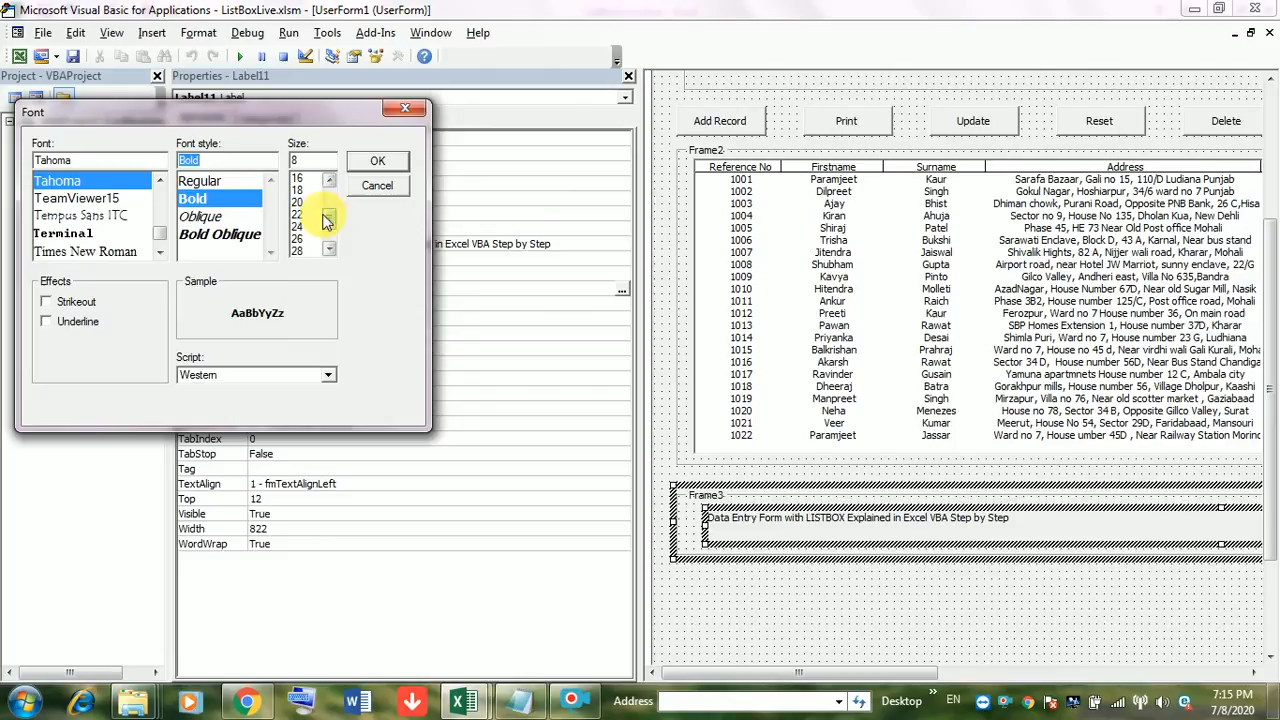 Microsoft Visual Basic for Applications - ListBoxLive.xlsm - [UserForm1 (UserForm)]
File Edit View Insert Format Debug Run Tools Add-Ins Window Help
Project - VBAProject
Properties - Label11
Label11 Label
Font
Font:
Font style:
Size:
Tahoma
Bold
8
OK
Cancel
Tahoma
TeamViewer15
Tempus Sans ITC
Terminal
Times New Roman
Regular
Bold
Oblique
Bold Oblique
16
18
20
22
24
26
28
Effects
Strikeout
Underline
Sample
AaBbYyZz
Script:
Western
in Excel VBA Step by Step
...
TabIndex 0
TabStop False
Tag
TextAlign 1 - fmTextAlignLeft
Top 12
Visible True
Width 822
WordWrap True
Add Record Print Update Reset Delete
Frame2
Reference No Firstname Surname Address
1001 Paramjeet Kaur Sarafa Bazaar, Gali no 15, 110/D Ludiana Punjab
1002 Dilpreet Singh Gokul Nagar, Hoshiarpur, 34/6 ward no 7 Punjab
1003 Ajay Bhist Dhiman chowk, Purani Road, Opposite PNB Bank, 26 C,Hisa
1004 Kiran Ahuja Sector no 9, House no 135, Dholan Kua, New Delhi
1005 Shiraj Patel Phase 45, HE 73 Near Old Post office Mohali
1006 Trisha Bukshi Sarawati Enclave, Block D, 43 A, Karnal, Near bus stand
1007 Jitendra Jaiswal Shivalik Heights, 82 A, Nijjer village road, Kharar, Mohali
1008 Shubham Gupta Airport road, near Hotel JW Marriot, sunny enclave, 22/G
1009 Kavya Pinto Gilco Valley, Andheri east, Villa no 635,Bandra
1010 Hitendra Molleti AzadNagar, House Number 67D, Near old Sugar Mill, Nasik
1011 Ankur Raich Phase 3B2, House number 125/C, Post office road, Mohali
1012 Preeti Kaur Ferozpur, Ward no 7 House number 36, On main road
1013 Pawan Rawat SBP Homes Extension 1, House number 37D, Kharar
1014 Priyanka Desai Shimla Puri, Ward no 7, House number 23 G, Ludhiana
1015 Balkrishan Prahraj Ward no 7, House no 45 d, Near virdhi wali Gali Kurali, Moha
1016 Akarsh Rawat Sector 34 D, House number 56D, Near Bus Stand Chandiga
1017 Ravinder Gusain Yamuna apartmnets House number 12 C, Ambala city
1018 Dheeraj Batra Gorakhpur mills, House number 56, Village Dholpur, Kaashi
1019 Manpreet Singh Mirzapur, Villa no 76, Near old scotter market , Gaziabaad
1020 Neha Menezes House no 78, Sector 34 B, Opposite Gilco Valley, Surat
1021 Veer Kumar Meerut, House no 54, Sector 29D, Faridabaad, Mansouri
1022 Paramjeet Jassar Ward no 7, House umber 45D , Near Railway Station Morinc
Frame3
Data Entry Form with LISTBOX Explained in Excel VBA Step by Step
Address
Desktop
EN
7:15 PM
7/8/2020